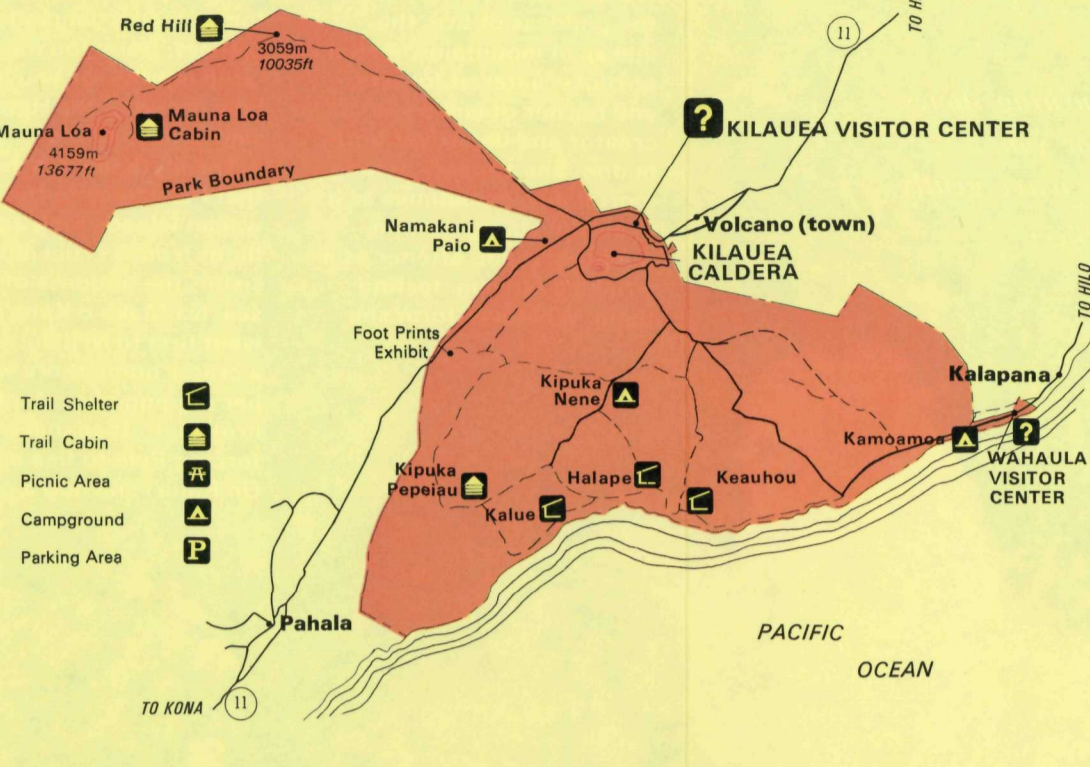 Red Hill
3059m
10035ft
11
TO H
Mauna Loa
4159m
13677ft
Mauna Loa
Cabin
?
KILAUEA VISITOR CENTER
Park Boundary
Namakani
Paio
Volcano (town)
KILAUEA
CALDERA
TO HILO
Foot Prints
Exhibit
Kalapana
Kipuka
Nene
Kamoamoa
?
WAHAULA
VISITOR
CENTER
Trail Shelter
Trail Cabin
Picnic Area
Campground
Parking Area
P
Kipuka
Pepeiau
Halape
Keauhou
Kalue
Pahala
PACIFIC
OCEAN
TO KONA
11